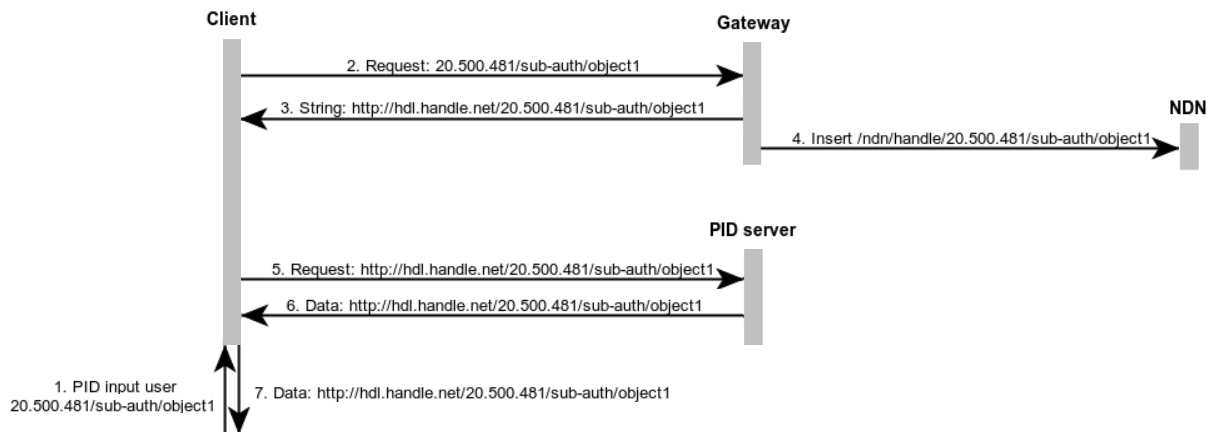 Client
Gateway
2. Request: 20.500.481/sub-auth/object1
3. String: http://hdl.handle.net/20.500.481/sub-auth/object1
NDN
4. Insert /ndn/handle/20.500.481/sub-auth/object1
PID server
5. Request: http://hdl.handle.net/20.500.481/sub-auth/object1
6. Data: http://hdl.handle.net/20.500.481/sub-auth/object1
1. PID input user
20.500.481/sub-auth/object1
7. Data: http://hdl.handle.net/20.500.481/sub-auth/object1